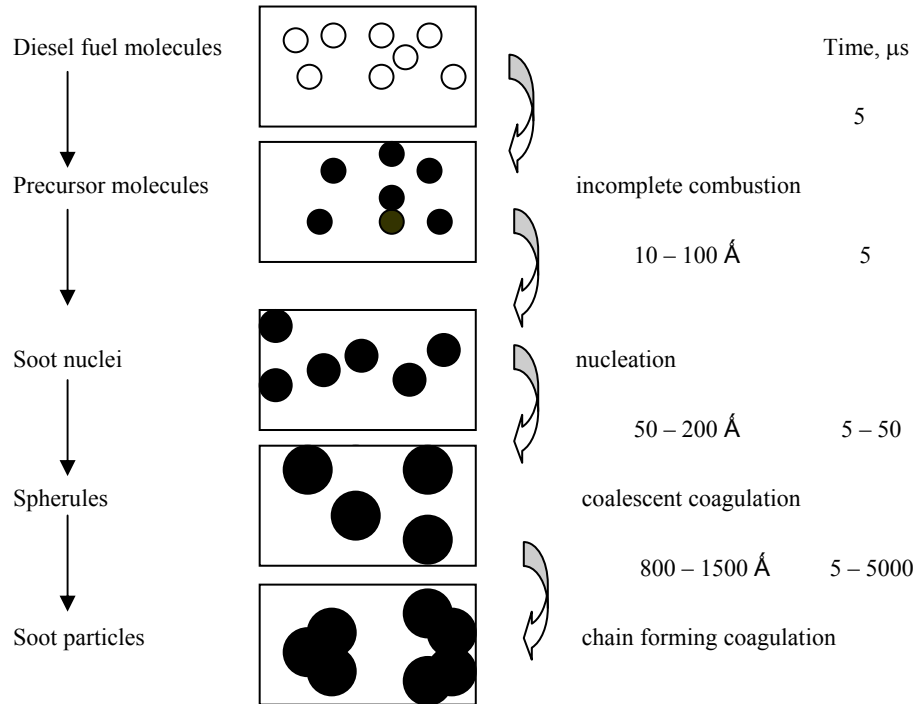 Diesel fuel molecules
Time, μs
5
Precursor molecules
incomplete combustion
10 – 100 Ǻ
5
Soot nuclei
nucleation
50 – 200 Ǻ
5 – 50
Spherules
coalescent coagulation
800 – 1500 Ǻ
5 – 5000
Soot particles
chain forming coagulation